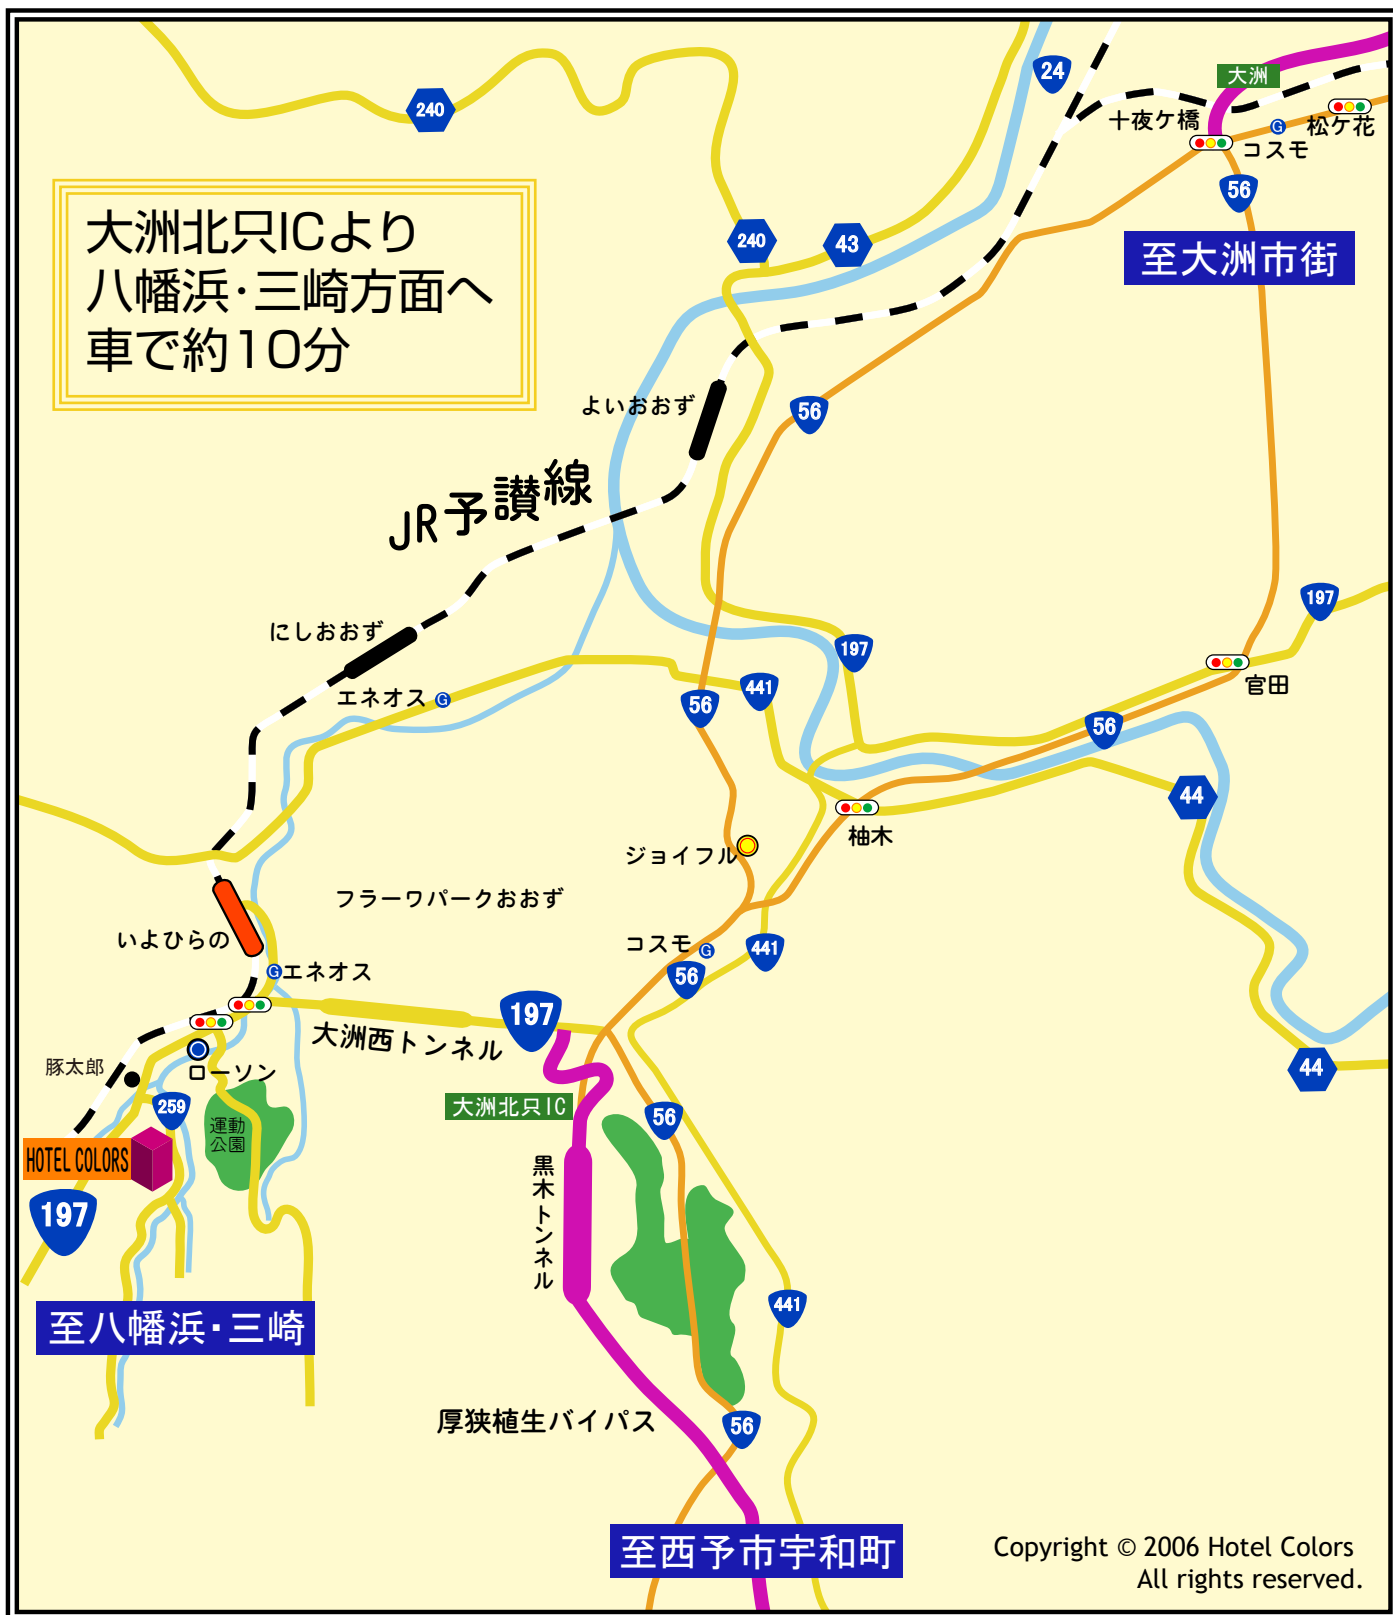 24
大洲
240
十夜ケ橋
松ケ花
コスモ
56
大洲北只ICより
八幡浜・三崎方面へ
車で約10分
240
43
至大洲市街
よいおおず
56
JR予讃線
197
にしおおず
197
441
エネオス
G
56
官田
56
44
柚木
ジョイフル
フラーワパークおおず
いよひらの
コスモ
G
441
エネオス
G
56
197
大洲西トンネル
豚太郎
ローソン
44
259
大洲北只IC
56
運動
公園
HOTEL COLORS
黒木トンネル
197
441
至八幡浜・三崎
厚狭植生バイパス
56
至西予市宇和町
Copyright © 2006 Hotel Colors
All rights reserved.
G